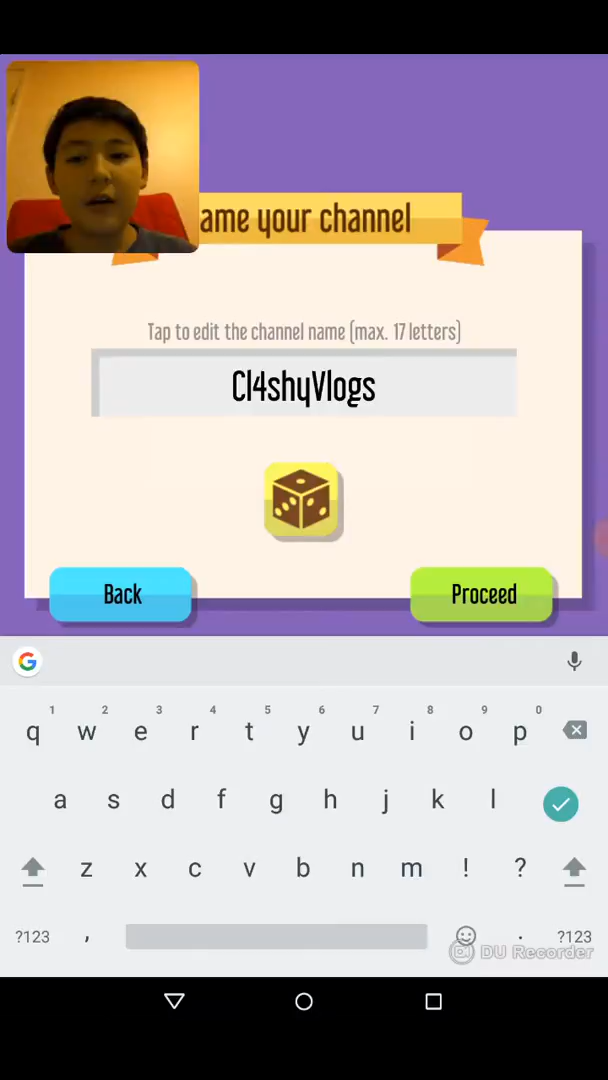 ame your channel
Tap to edit the channel name (max. 17 letters)
Cl4shyVlogs
Back
Proceed
G
1 2 3 4 5 6 7 8 9 0
q w e r t y u i o p
a s d f g h j k l
z x c v b n m ! ?
?123 , . ?123
DU Recorder